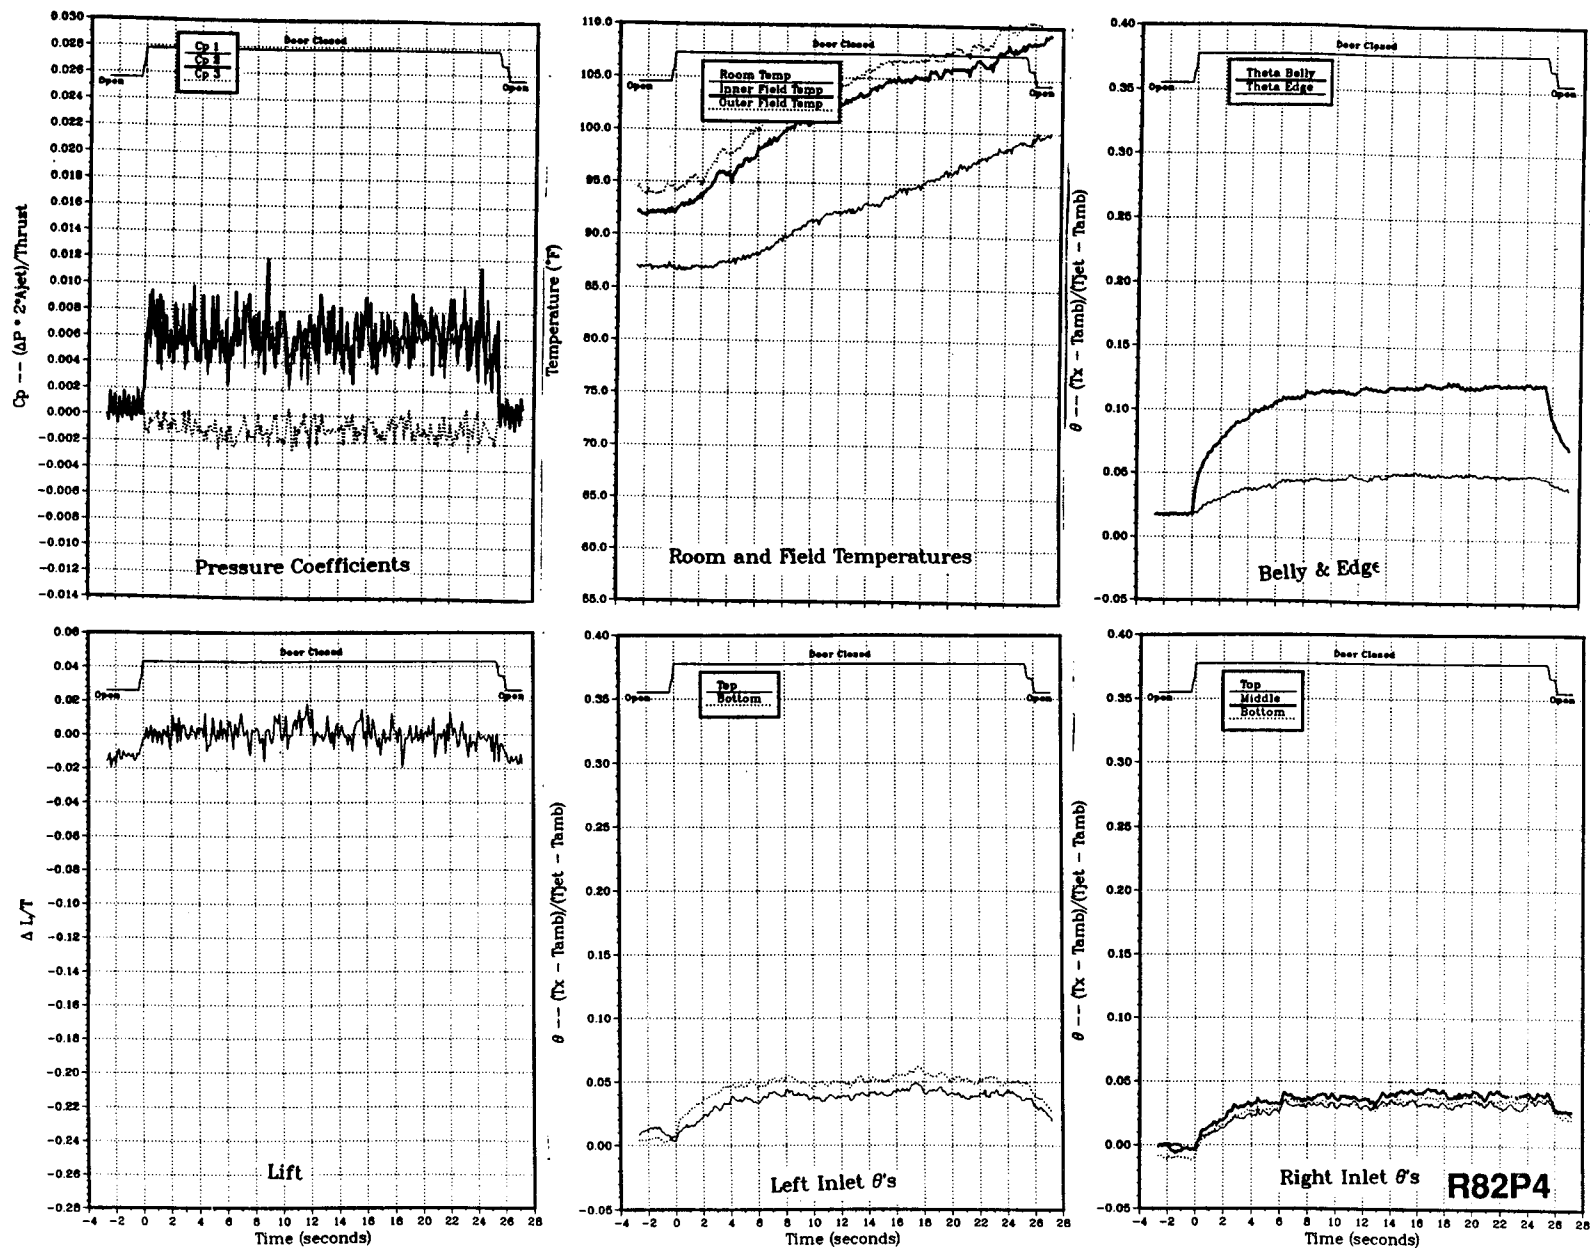 0.030
0.028
0.026
0.024
0.022
0.020
0.018
0.016
0.014
0.012
0.010
0.008
0.006
0.004
0.002
0.000
-0.002
-0.004
-0.006
-0.008
-0.010
-0.012
-0.014
Cp -- (ΔP * 2*Ajet)/Thrust
Open
Door Closed
Open
Cp 1
Cp 2
Cp 3
Pressure Coefficients
110.0
105.0
100.0
95.0
90.0
85.0
80.0
75.0
70.0
65.0
60.0
55.0
Temperature (°F)
Open
Door Closed
Open
Room Temp
Inner Field Temp
Outer Field Temp
Room and Field Temperatures
0.40
0.35
0.30
0.25
0.20
0.15
0.10
0.05
0.00
-0.05
θ -- (Tx - Tamb)/(Tjet - Tamb)
Open
Door Closed
Open
Theta Belly
Theta Edge
Belly & Edge
0.06
0.04
0.02
0.00
-0.02
-0.04
-0.06
-0.08
-0.10
-0.12
-0.14
-0.16
-0.18
-0.20
-0.22
-0.24
-0.26
-0.28
Δ L/T
Open
Door Closed
Open
Lift
-4 -2 0 2 4 6 8 10 12 14 16 18 20 22 24 26 28
Time (seconds)
0.40
0.35
0.30
0.25
0.20
0.15
0.10
0.05
0.00
-0.05
θ -- (Tx - Tamb)/(Tjet - Tamb)
Open
Door Closed
Open
Top
Bottom
Left Inlet θ's
-4 -2 0 2 4 6 8 10 12 14 16 18 20 22 24 26 28
Time (seconds)
0.40
0.35
0.30
0.25
0.20
0.15
0.10
0.05
0.00
-0.05
θ -- (Tx - Tamb)/(Tjet - Tamb)
Open
Door Closed
Open
Top
Middle
Bottom
Right Inlet θ's
R82P4
-4 -2 0 2 4 6 8 10 12 14 16 18 20 22 24 26 28
Time (seconds)